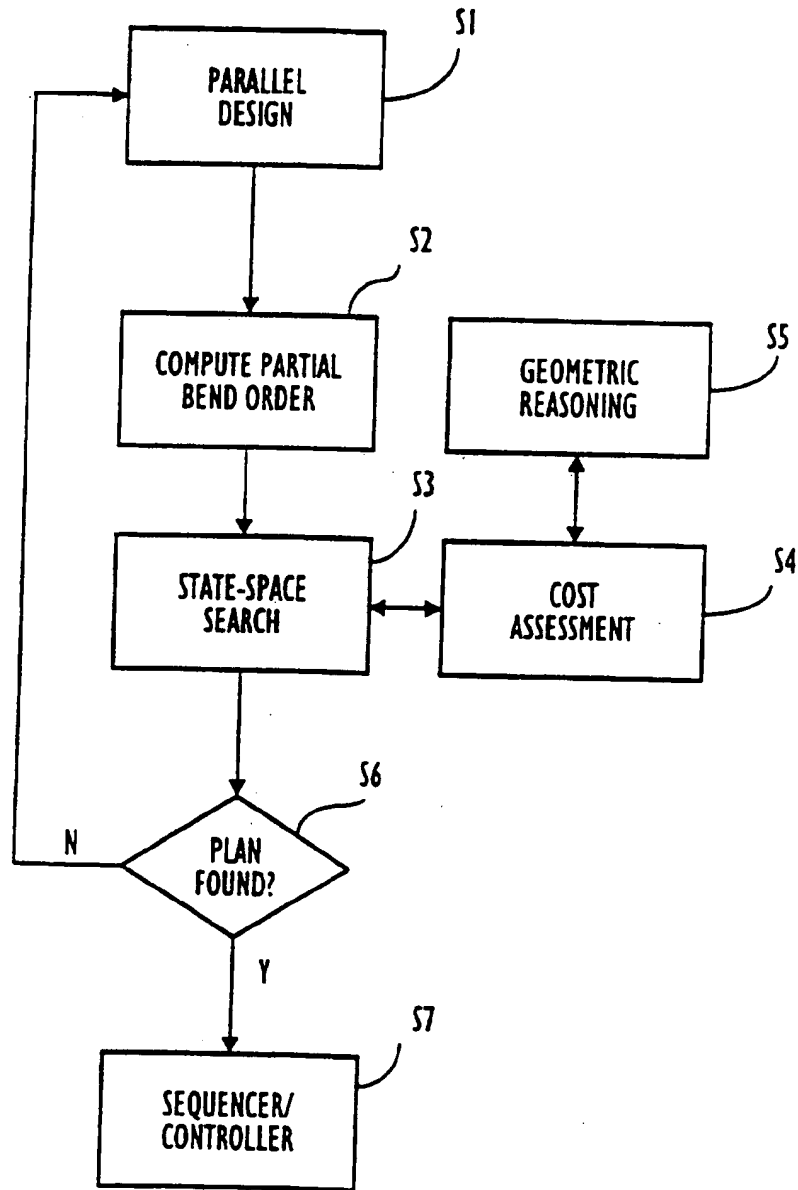 S1
PARALLEL
DESIGN
S2
COMPUTE PARTIAL
BEND ORDER
S5
GEOMETRIC
REASONING
S3
STATE-SPACE
SEARCH
S4
COST
ASSESSMENT
S6
N
PLAN
FOUND?
Y
S7
SEQUENCER/
CONTROLLER